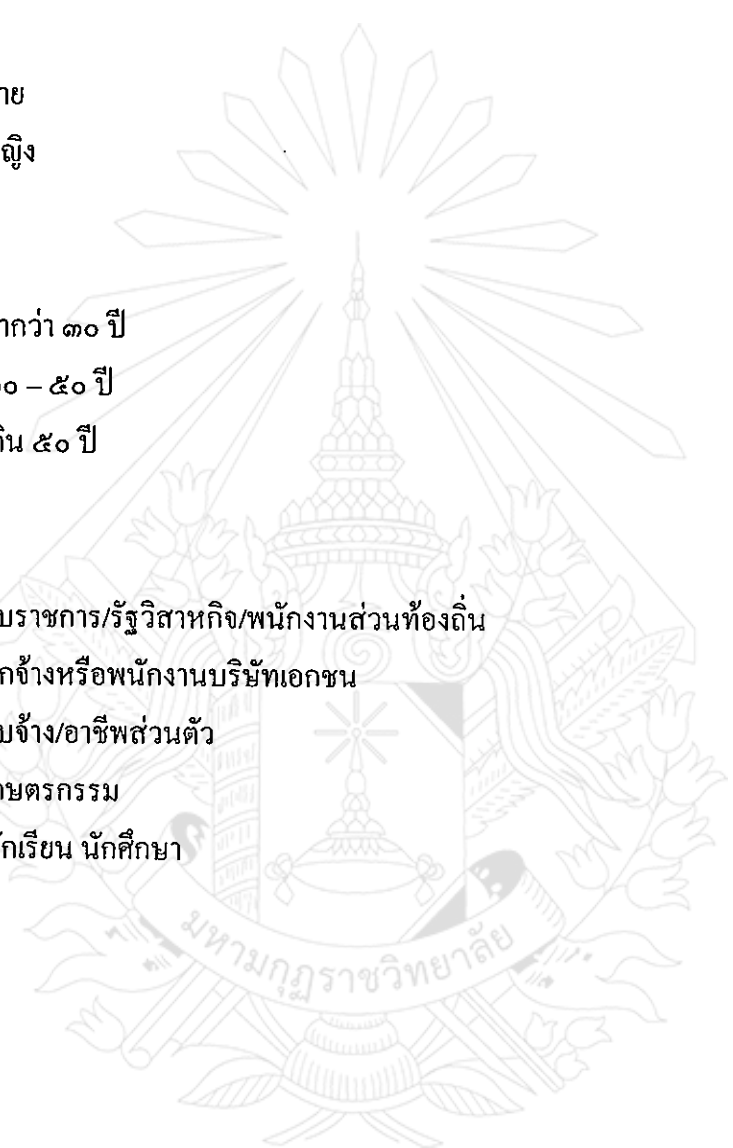 าย
ญิง
ากว่า ๓๐ ปี
๐ – ๕๐ ปี
กิน ๕๐ ปี
บราชการ/รัฐวิสาหกิจ/พนักงานส่วนท้องถิ่น
กจ้างหรือพนักงานบริษัทเอกชน
บจ้าง/อาชีพส่วนตัว
กษตรกรรม
ักเรียน นักศึกษา
มหามกุฏราชวิทยาลัย